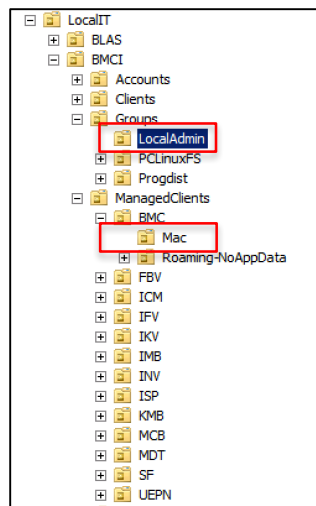 LocalIT
BLAS
BMCI
Accounts
Clients
Groups
LocalAdmin
PCLinuxFS
Progdist
ManagedClients
BMC
Mac
Roaming-NoAppData
FBV
ICM
IFV
IKV
IMB
INV
ISP
KMB
MCB
MDT
SF
UEPN